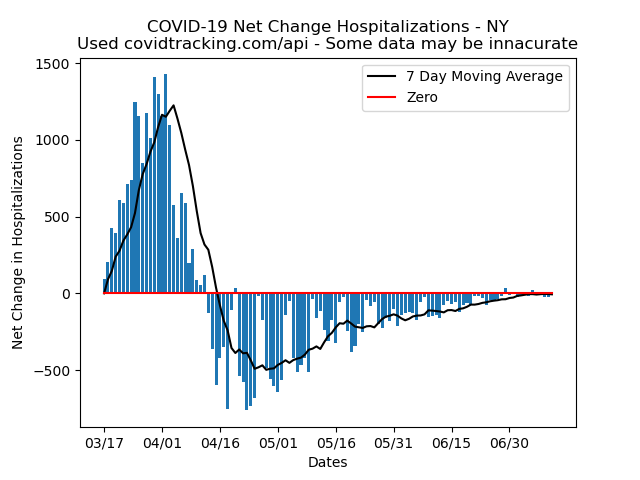 COVID-19 Net Change Hospitalizations - NY
Used covidtracking.com/api - Some data may be innacurate
7 Day Moving Average
Zero
Net Change in Hospitalizations
1500
1000
500
0
−500
03/17 04/01 04/16 05/01 05/16 05/31 06/15 06/30
Dates